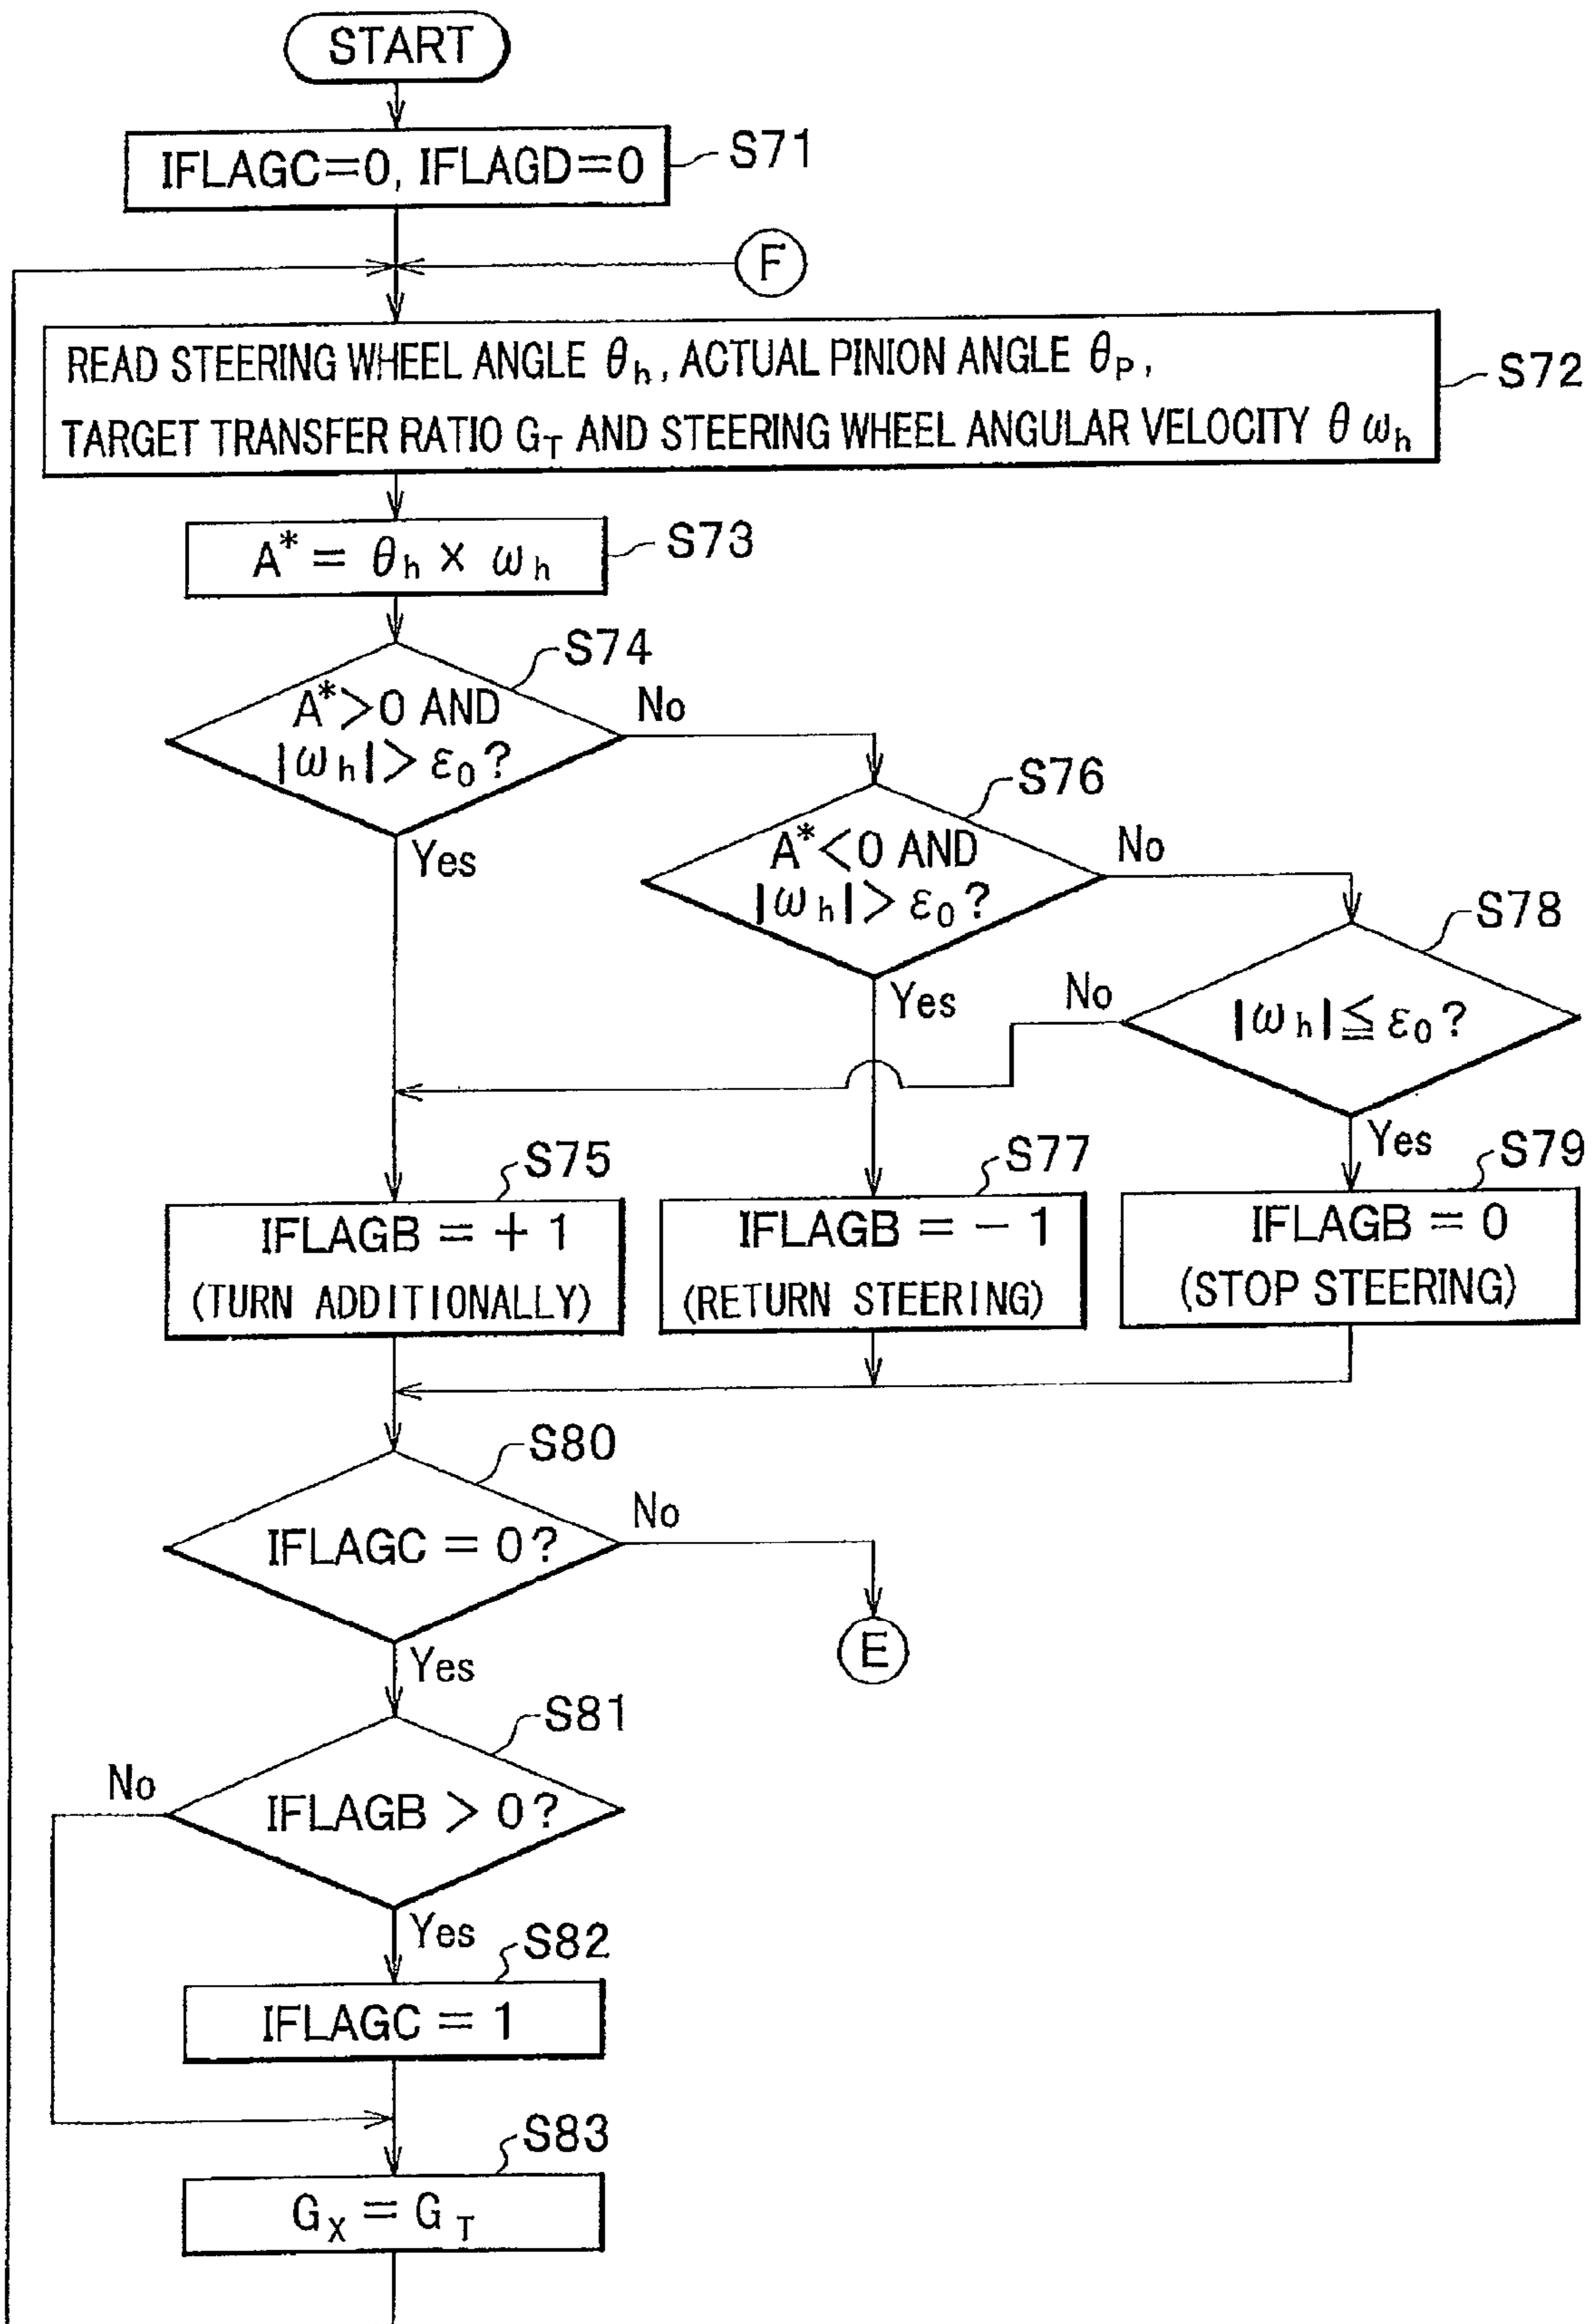 START
IFLAGC=0, IFLAGD=0
S71
F
READ STEERING WHEEL ANGLE θh, ACTUAL PINION ANGLE θP,
TARGET TRANSFER RATIO GT AND STEERING WHEEL ANGULAR VELOCITY θ ωh
S72
A* = θh × ωh
S73
S74
A*>0 AND
|ωh|> ε0?
No
Yes
S76
A*<0 AND
|ωh|> ε0?
No
Yes
S78
|ωh|≦ ε0?
No
Yes
S75
IFLAGB = + 1
(TURN ADDITIONALLY)
S77
IFLAGB = − 1
(RETURN STEERING)
S79
IFLAGB = 0
(STOP STEERING)
S80
IFLAGC = 0?
No
Yes
E
S81
IFLAGB > 0?
No
Yes
S82
IFLAGC = 1
S83
GX = GT